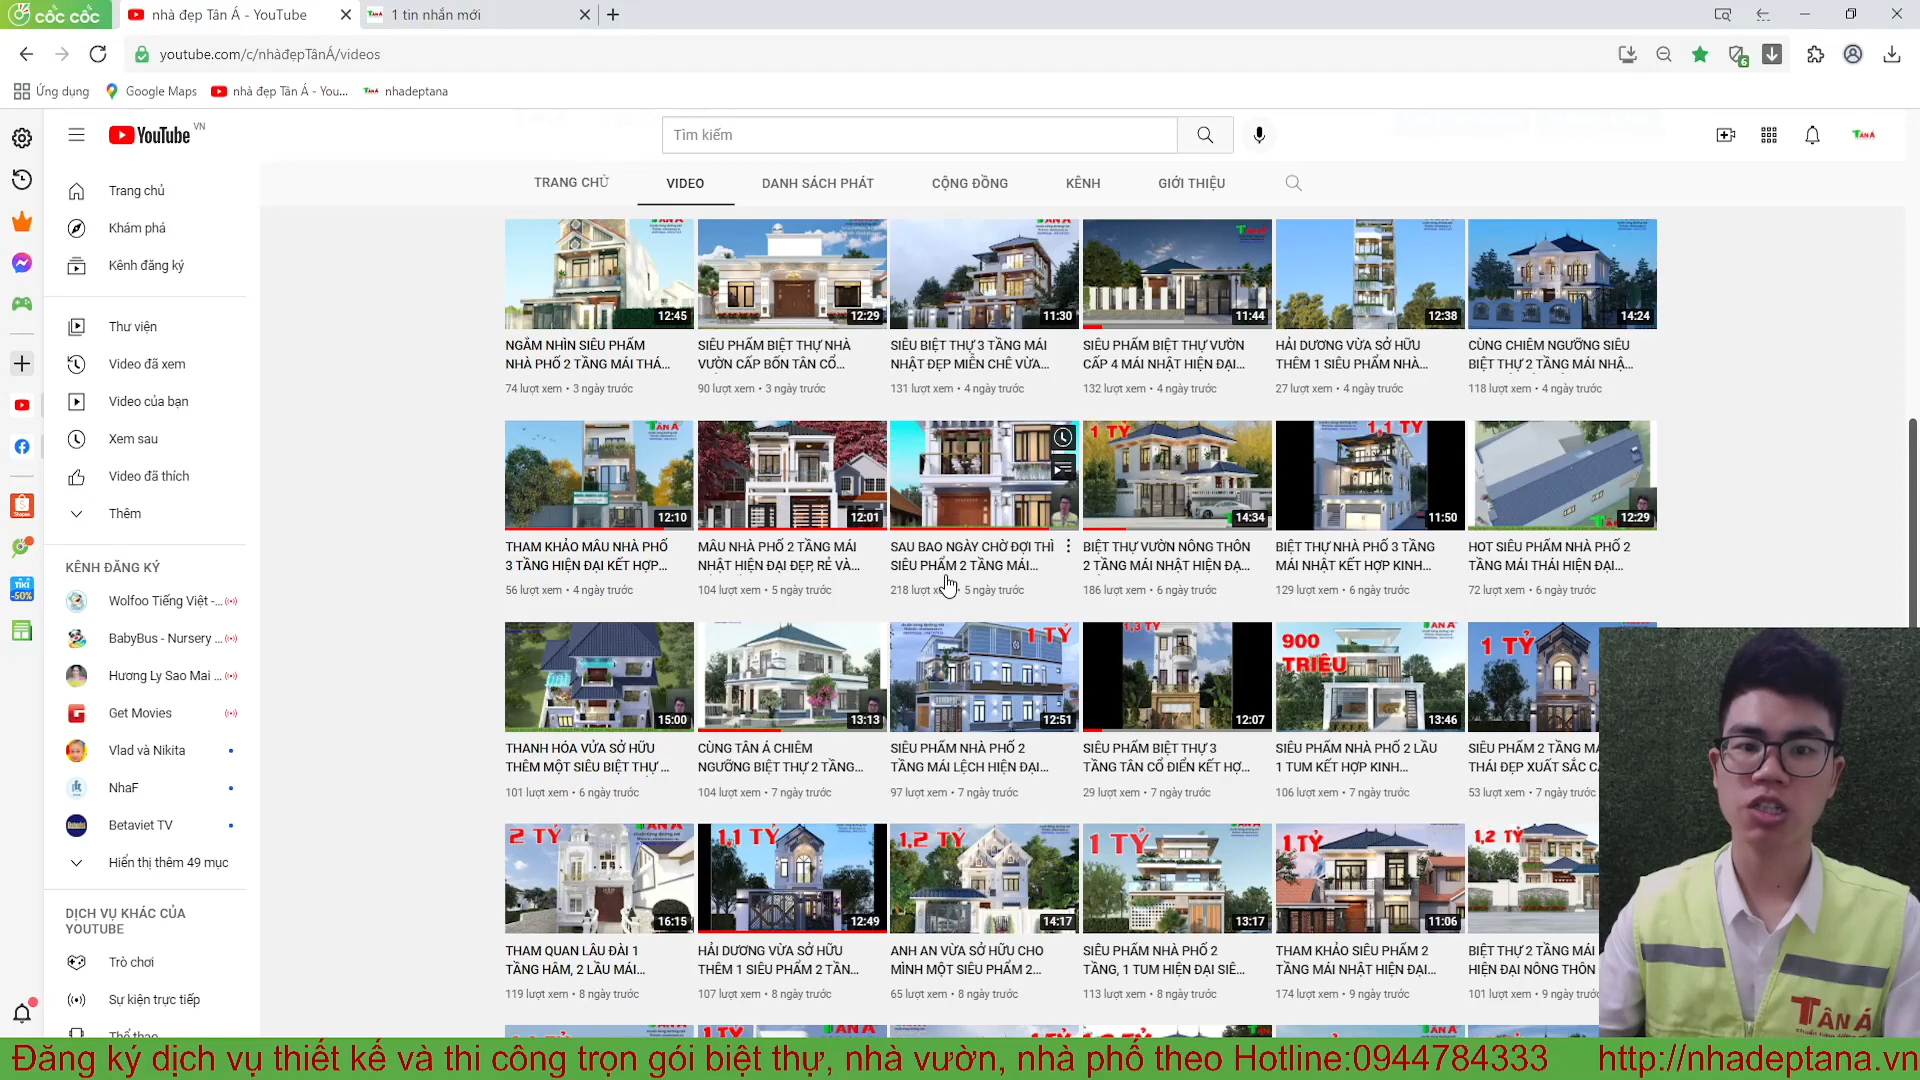 cốc cốc
nhà đẹp Tân Á - YouTube
1 tin nhắn mới
youtube.com/c/nhàđẹpTânÁ/videos
Ứng dụng
Google Maps
nhà đẹp Tân Á - You...
nhadeptana
YouTube VN
Tìm kiếm
TRANG CHỦ
VIDEO
DANH SÁCH PHÁT
CỘNG ĐỒNG
KÊNH
GIỚI THIỆU
Trang chủ
Khám phá
Kênh đăng ký
Thư viện
Video đã xem
Video của bạn
Xem sau
Video đã thích
Thêm
KÊNH ĐĂNG KÝ
Wolfoo Tiếng Việt -...
BabyBus - Nursery ...
Hương Ly Sao Mai ...
Get Movies
Vlad và Nikita
NhaF
Betaviet TV
Hiển thị thêm 49 mục
DỊCH VỤ KHÁC CỦA
YOUTUBE
Trò chơi
Sự kiện trực tiếp
Thể thao
12:45
NGẮM NHÌN SIÊU PHẨM
NHÀ PHỐ 2 TẦNG MÁI THÁ...
74 lượt xem • 3 ngày trước
12:29
SIÊU PHẨM BIỆT THỰ NHÀ
VƯỜN CẤP BỐN TÂN CỔ...
90 lượt xem • 3 ngày trước
11:30
SIÊU BIỆT THỰ 3 TẦNG MÁI
NHẬT ĐẸP MIỄN CHÊ VỪA...
131 lượt xem • 4 ngày trước
11:44
SIÊU PHẨM BIỆT THỰ VƯỜN
CẤP 4 MÁI NHẬT HIỆN ĐẠI...
132 lượt xem • 4 ngày trước
12:38
HẢI DƯƠNG VỪA SỞ HỮU
THÊM 1 SIÊU PHẨM NHÀ...
27 lượt xem • 4 ngày trước
14:24
CÙNG CHIÊM NGƯỠNG SIÊU
BIỆT THỰ 2 TẦNG MÁI NHẬ...
118 lượt xem • 4 ngày trước
12:10
THAM KHẢO MẪU NHÀ PHỐ
3 TẦNG HIỆN ĐẠI KẾT HỢP...
56 lượt xem • 4 ngày trước
12:01
MẪU NHÀ PHỐ 2 TẦNG MÁI
NHẬT HIỆN ĐẠI ĐẸP, RẺ VÀ...
104 lượt xem • 5 ngày trước
SAU BAO NGÀY CHỜ ĐỢI THÌ
SIÊU PHẨM 2 TẦNG MÁI...
218 lượt • 5 ngày trước
1 TỶ
14:34
BIỆT THỰ VƯỜN NÔNG THÔN
2 TẦNG MÁI NHẬT HIỆN ĐẠ...
186 lượt xem • 6 ngày trước
1,1 TỶ
11:50
BIỆT THỰ NHÀ PHỐ 3 TẦNG
MÁI NHẬT KẾT HỢP KINH...
129 lượt xem • 6 ngày trước
12:29
HOT SIÊU PHẨM NHÀ PHỐ 2
TẦNG MÁI THÁI HIỆN ĐẠI...
72 lượt xem • 6 ngày trước
15:00
THANH HÓA VỪA SỞ HỮU
THÊM MỘT SIÊU BIỆT THỰ ...
101 lượt xem • 6 ngày trước
13:13
CÙNG TÂN Á CHIÊM
NGƯỠNG BIỆT THỰ 2 TẦNG...
104 lượt xem • 7 ngày trước
1 TỶ
12:51
SIÊU PHẨM NHÀ PHỐ 2
TẦNG MÁI LỆCH HIỆN ĐẠI...
97 lượt xem • 7 ngày trước
1,3 TỶ
12:07
SIÊU PHẨM BIỆT THỰ 3
TẦNG TÂN CỔ ĐIỂN KẾT HỢ...
29 lượt xem • 7 ngày trước
900
TRIỆU
13:46
SIÊU PHẨM NHÀ PHỐ 2 LẦU
1 TUM KẾT HỢP KINH...
106 lượt xem • 7 ngày trước
1 TỶ
SIÊU PHẨM 2 TẦNG MÁ
THÁI ĐẸP XUẤT SẮC C
53 lượt xem • 7 ngày trước
2 TỶ
16:15
THAM QUAN LÂU ĐÀI 1
TẦNG HẦM, 2 LẦU MÁI...
119 lượt xem • 8 ngày trước
1,1 TỶ
12:49
HẢI DƯƠNG VỪA SỞ HỮU
THÊM 1 SIÊU PHẨM 2 TẦN...
107 lượt xem • 8 ngày trước
1,2 TỶ
14:17
ANH AN VỪA SỞ HỮU CHO
MÌNH MỘT SIÊU PHẨM 2...
65 lượt xem • 8 ngày trước
1 TỶ
13:17
SIÊU PHẨM NHÀ PHỐ 2
TẦNG, 1 TUM HIỆN ĐẠI SIÊ...
113 lượt xem • 8 ngày trước
1 TỶ
11:06
THAM KHẢO SIÊU PHẨM 2
TẦNG MÁI NHẬT HIỆN ĐẠI...
174 lượt xem • 9 ngày trước
1,2 TỶ
BIỆT THỰ 2 TẦNG MÁI
HIỆN ĐẠI NÔNG THÔN
101 lượt xem • 9 ngày trước
TÂN Á
Đăng ký dịch vụ thiết kế và thi công trọn gói biệt thự, nhà vườn, nhà phố theo Hotline:0944784333 http://nhadeptana.vn